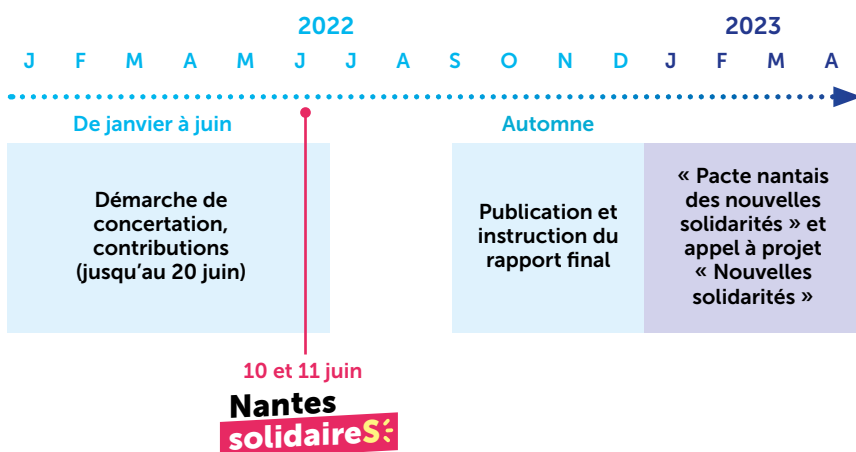 2022 2023
J F M A M J J A S O N D J F M A
De janvier à juin
Automne
Démarche de
concertation,
contributions
(jusqu'au 20 juin)
Publication et
instruction du
rapport final
« Pacte nantais
des nouvelles
solidarités » et
appel à projet
« Nouvelles
solidarités »
10 et 11 juin
Nantes
solidaireS